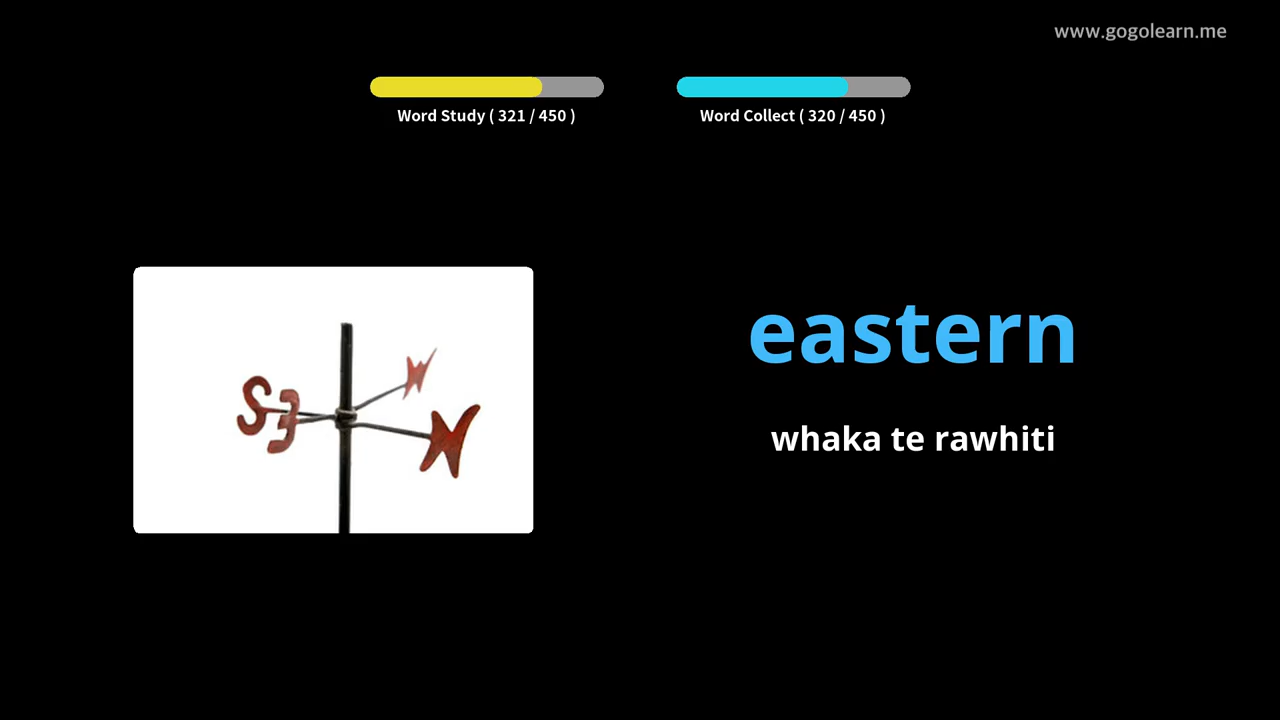 www.gogolearn.me
Word Study ( 321 / 450 )
Word Collect ( 320 / 450 )
S E N N
eastern
whaka te rawhiti